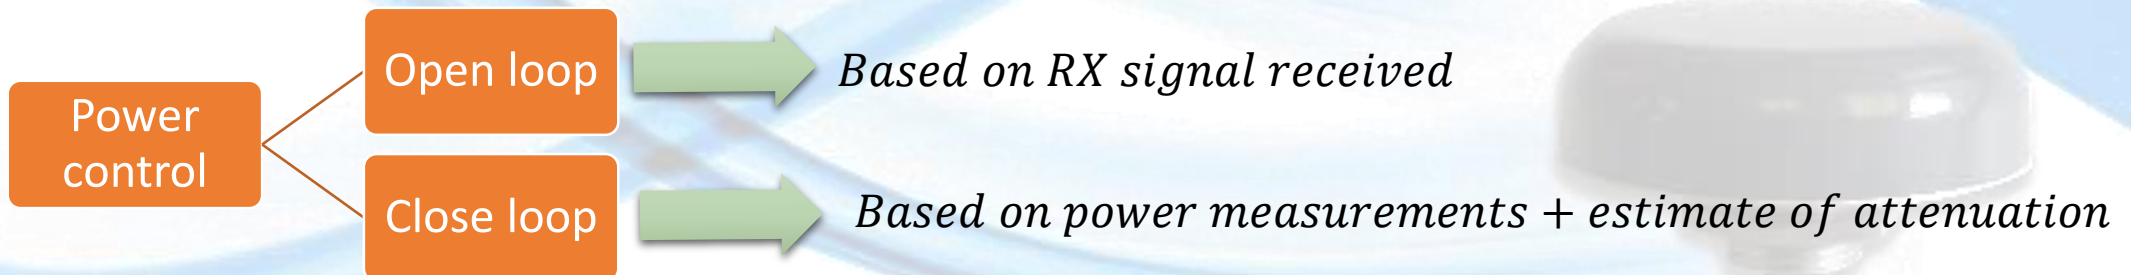 Open loop
Based on RX signal received
Power
control
Close loop
Based on power measurements + estimate of attenuation